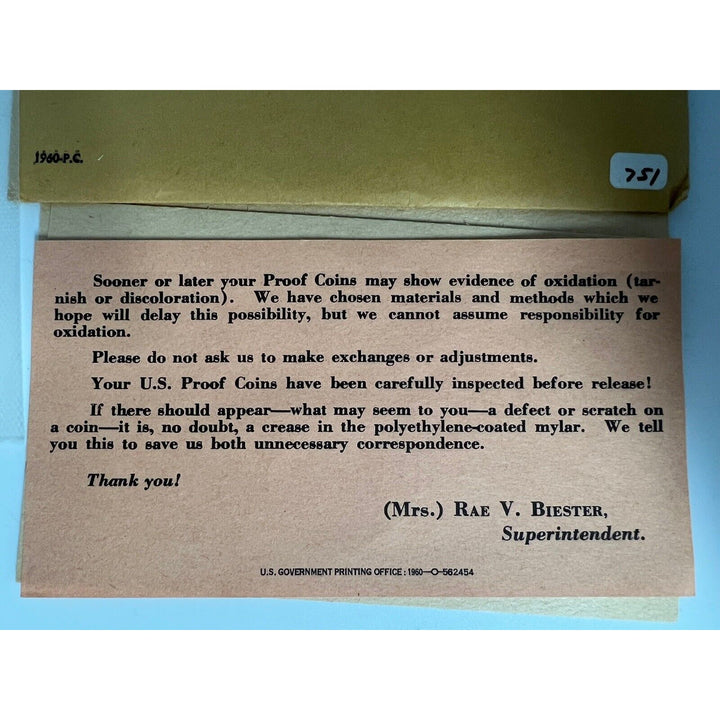 1960-P.C.
751
Sooner or later your Proof Coins may show evidence of oxidation (tar-
nish or discoloration). We have chosen materials and methods which we
hope will delay this possibility, but we cannot assume responsibility for
oxidation.
Please do not ask us to make exchanges or adjustments.
Your U.S. Proof Coins have been carefully inspected before release!
If there should appear—what may seem to you—a defect or scratch on
a coin—it is, no doubt, a crease in the polyethylene-coated mylar. We tell
you this to save us both unnecessary correspondence.
Thank you!
(Mrs.) RAE V. BIESTER,
Superintendent.
U.S. GOVERNMENT PRINTING OFFICE : 1960—O-562454